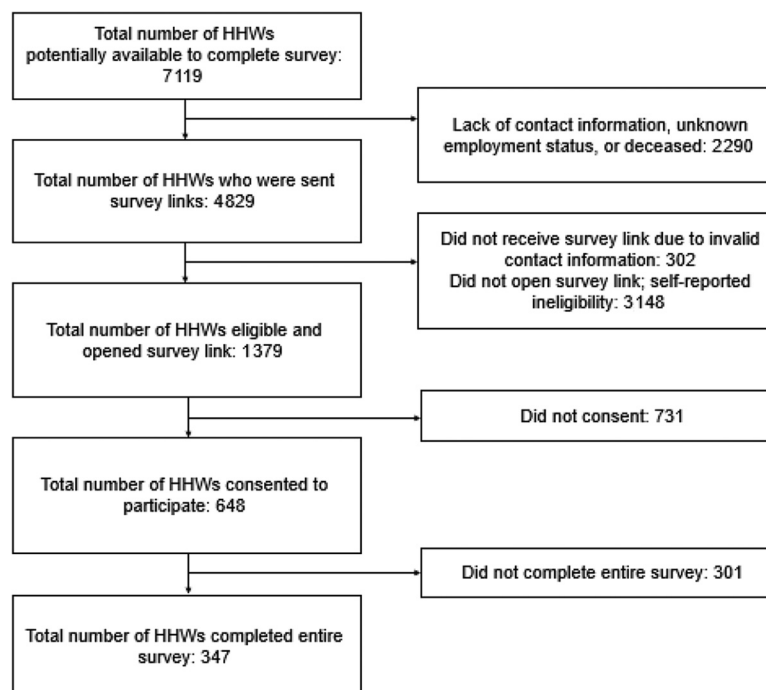 Total number of HHWs
potentially available to complete survey:
7119
Lack of contact information, unknown
employment status, or deceased: 2290
Total number of HHWs who were sent
survey links: 4829
Did not receive survey link due to invalid
contact information: 302
Did not open survey link; self-reported
ineligibility: 3148
Total number of HHWs eligible and
opened survey link: 1379
Did not consent: 731
Total number of HHWs consented to
participate: 648
Did not complete entire survey: 301
Total number of HHWs completed entire
survey: 347